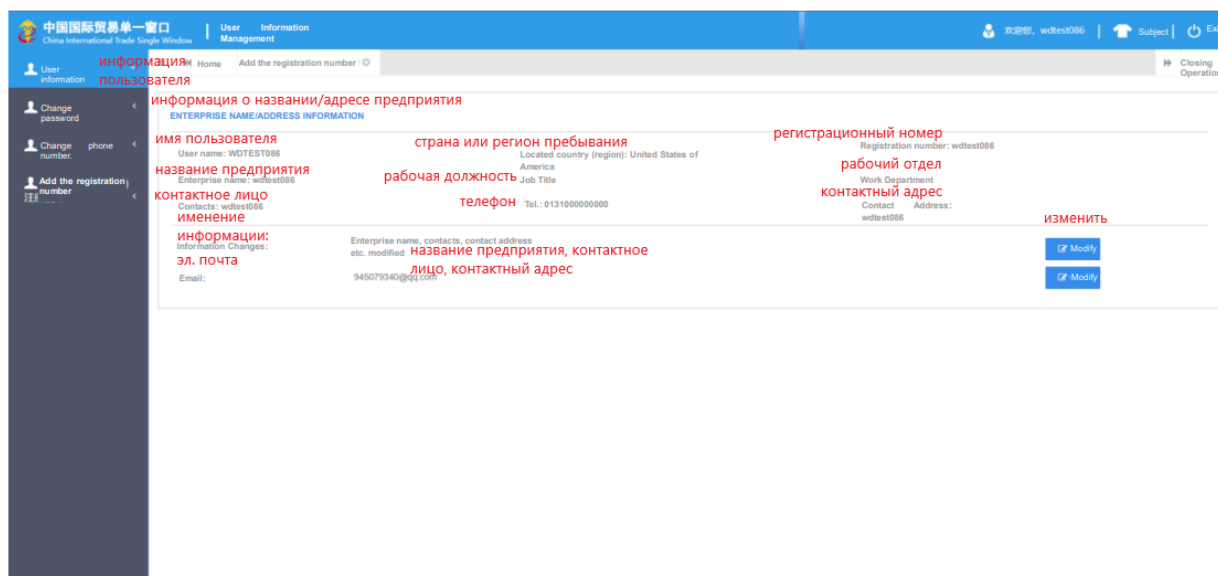 中国国际贸易单一窗口
China International Trade Single Window
User Information
Management
欢迎您, wdtest086
Subject
информация
пользователя
User
information
Home
Add the registration number
Closing
Operation
Change
password
информация о названии/адресе предприятия
ENTERPRISE NAME/ADDRESS INFORMATION
Change phone
number.
имя пользователя
страна или регион пребывания
регистрационный номер
User name: WDTEST086
Located country (region): United States of
America
Registration number: wdtest086
Add the registration
number
название предприятия
рабочая должность
рабочий отдел
Enterprise name: wdtest086
Job Title
Work Department
контактное лицо
телефон
контактный адрес
Contacts: wdtest086
Tel.: 0131000000000
Contact Address:
wdtest086
именение
информации:
изменить
Information Changes:
Enterprise name, contacts, contact address
etc. modified
название предприятия, контактное
лицо, контактный адрес
Modify
эл. почта
Email:
945079340@qq.com
Modify